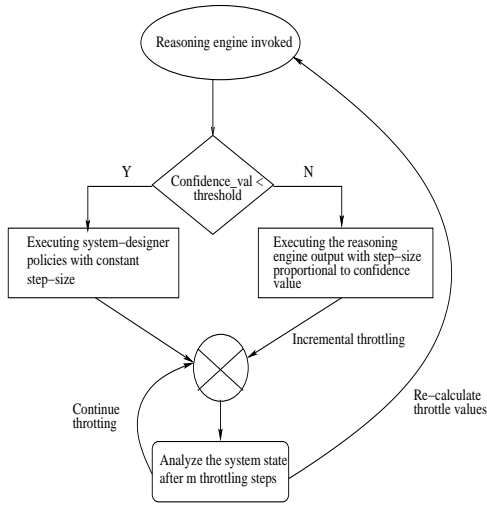 Reasoning engine invoked
Y
Confidence_val <
threshold
N
Executing system−designer
policies with constant
step−size
Executing the reasoning
engine output with step−size
proportional to confidence
value
Incremental throttling
Continue
throtting
Re−calculate
throttle values
Analyze the system state
after m throttling steps